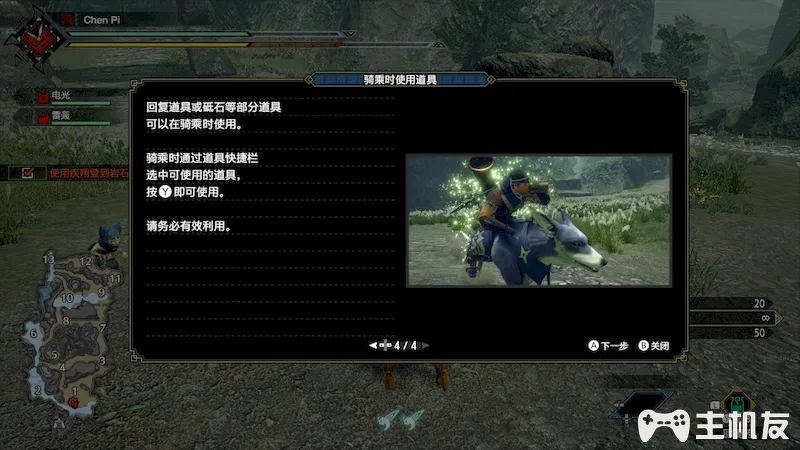 Chen Pi
骑乘时使用道具
电光
雷轰
回复道具或砥石等部分道具
可以在骑乘时使用。
骑乘时通过道具快捷栏
选中可使用的道具，
按Y即可使用。
请务必有效利用。
使用疾翔登到岩石
13
12
11
10
9
8
7
6
5
4
3
2
1
20
∞
50
4 / 4
A下一步
B关闭
主机友